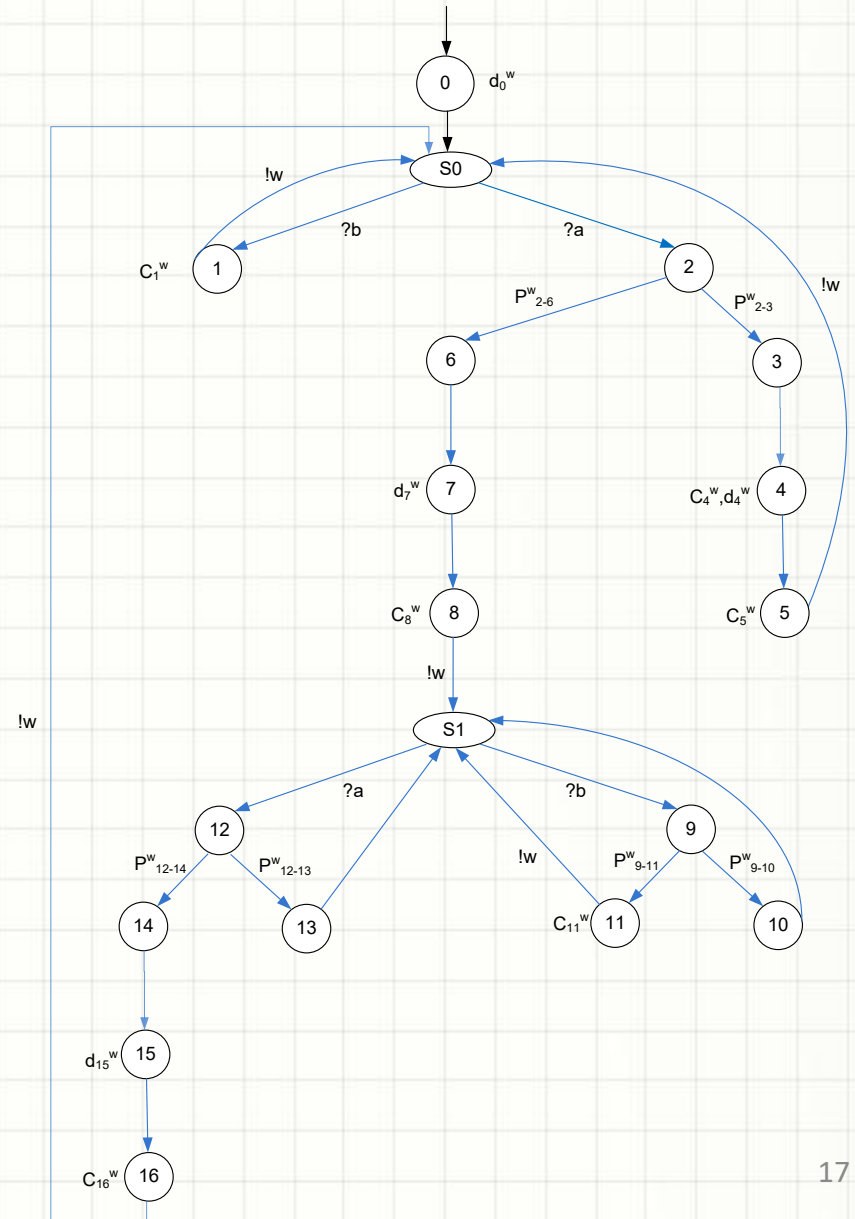 0 d₀ʷ
S0
!w
?b
?a
C₁ʷ 1
2
!w
Pʷ₂₋₆
Pʷ₂₋₃
6
3
d₇ʷ 7
C₄ʷ,d₄ʷ 4
C₈ʷ 8
C₅ʷ 5
!w
S1
!w
?a
?b
12
9
Pʷ₁₂₋₁₄
Pʷ₁₂₋₁₃
!w
Pʷ₉₋₁₁
Pʷ₉₋₁₀
14
13
C₁₁ʷ 11
10
d₁₅ʷ 15
C₁₆ʷ 16
17